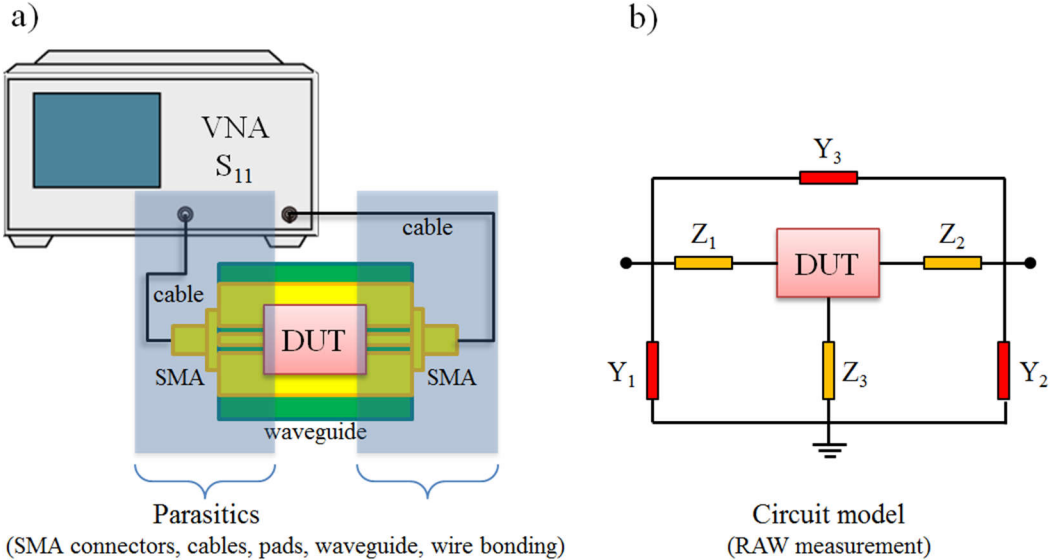 a)
VNA
S₁₁
cable
cable
DUT
SMA
SMA
waveguide
Parasitics
(SMA connectors, cables, pads, waveguide, wire bonding)
b)
Y₃
Z₁
DUT
Z₂
Y₁
Z₃
Y₂
Circuit model
(RAW measurement)